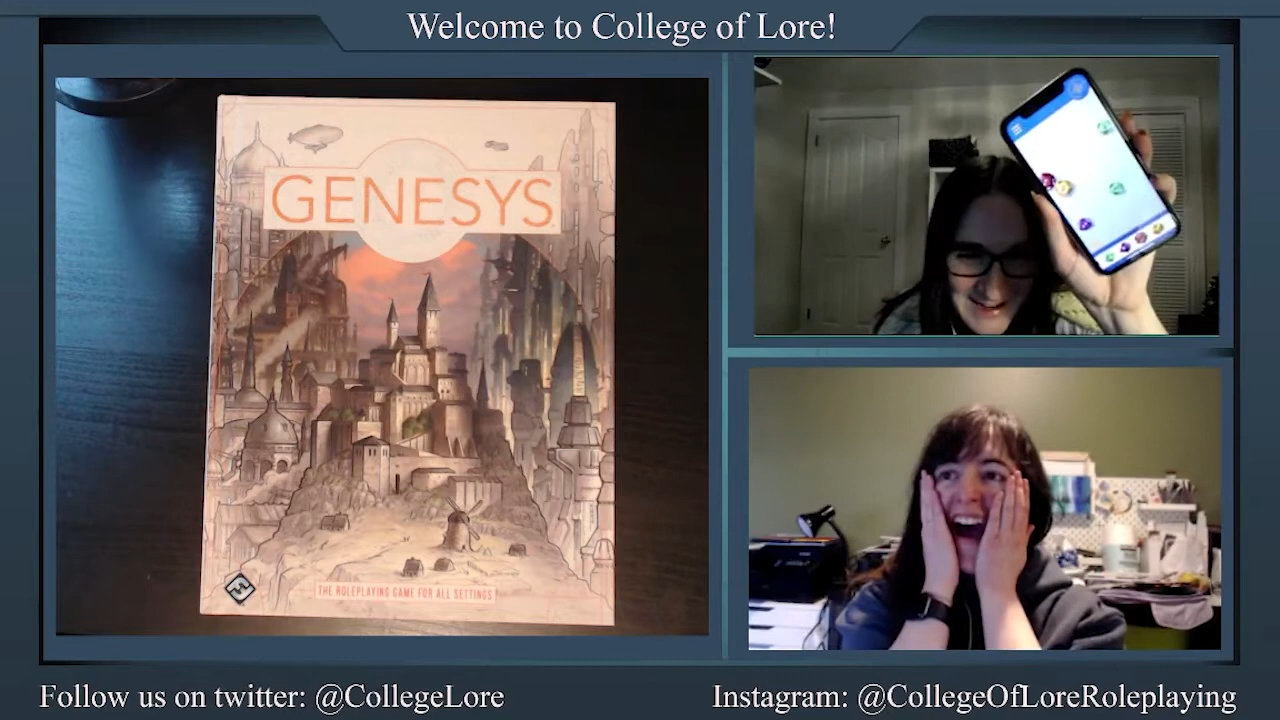 Welcome to College of Lore!
GENESYS
THE ROLEPLAYING GAME FOR ALL SETTINGS
Follow us on twitter: @CollegeLore
Instagram: @CollegeOfLoreRoleplaying